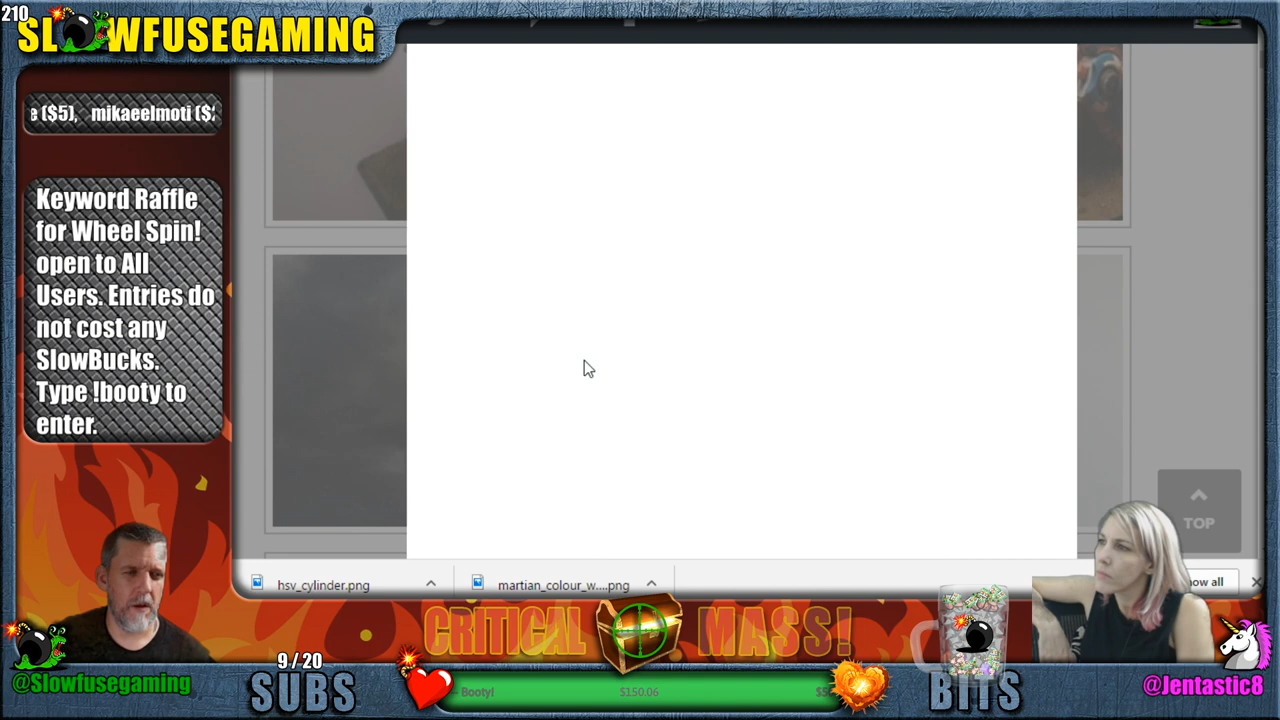 210
SLOWFUSEGAMING
e ($5), mikaeelmoti ($
Keyword Raffle
for Wheel Spin!
open to All
Users. Entries do
not cost any
SlowBucks.
Type !booty to
enter.
TOP
hsv_cylinder.png
martian_colour_w....png
ow all
CRITICAL MASS!
9 / 20
@Slowfusegaming
SUBS
Booty!
$150.06
BITS
@Jentastic8